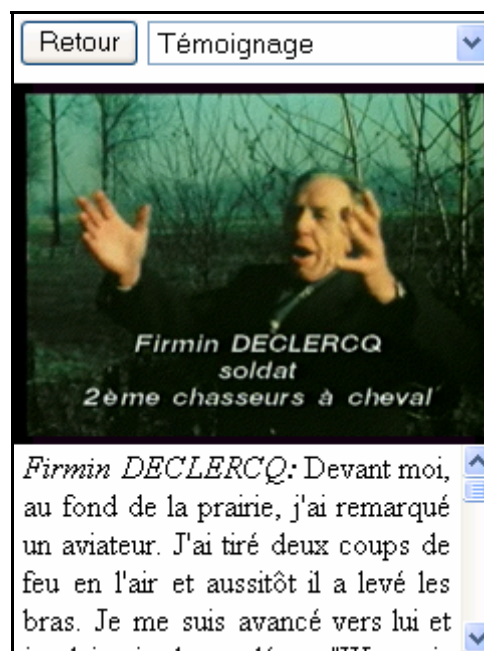 Retour
Témoignage
Firmin DECLERCQ
soldat
2ème chasseurs à cheval
Firmin DECLERCQ: Devant moi,
au fond de la prairie, j'ai remarqué
un aviateur. J'ai tiré deux coups de
feu en l'air et aussitôt il a levé les
bras. Je me suis avancé vers lui et